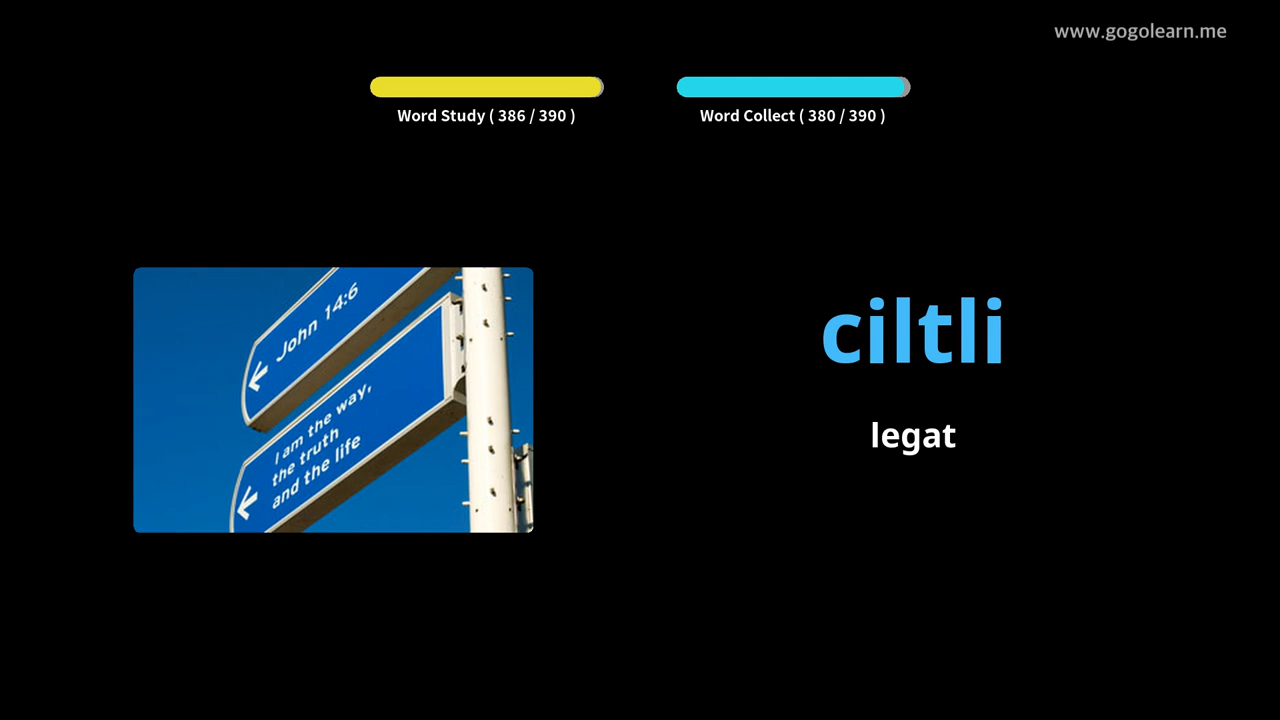 www.gogolearn.me
Word Study ( 386 / 390 )
Word Collect ( 380 / 390 )
John 14:6
I am the way,
the truth
and the life
ciltli
legat